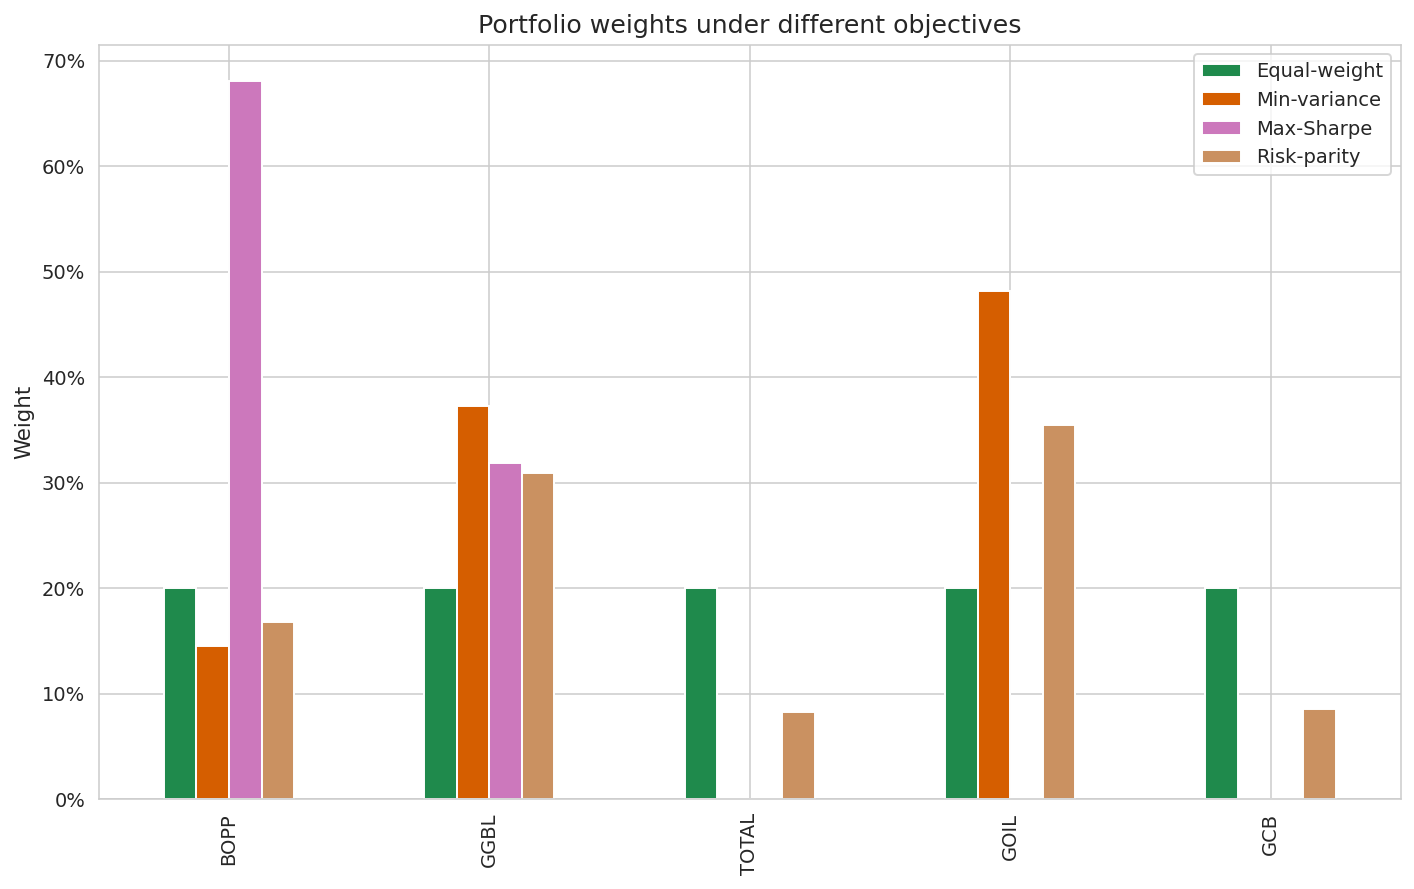 Portfolio weights under different objectives
70%
60%
50%
40%
30%
20%
10%
0%
Weight
Equal-weight
Min-variance
Max-Sharpe
Risk-parity
BOPP
GGBL
TOTAL
GOIL
GCB